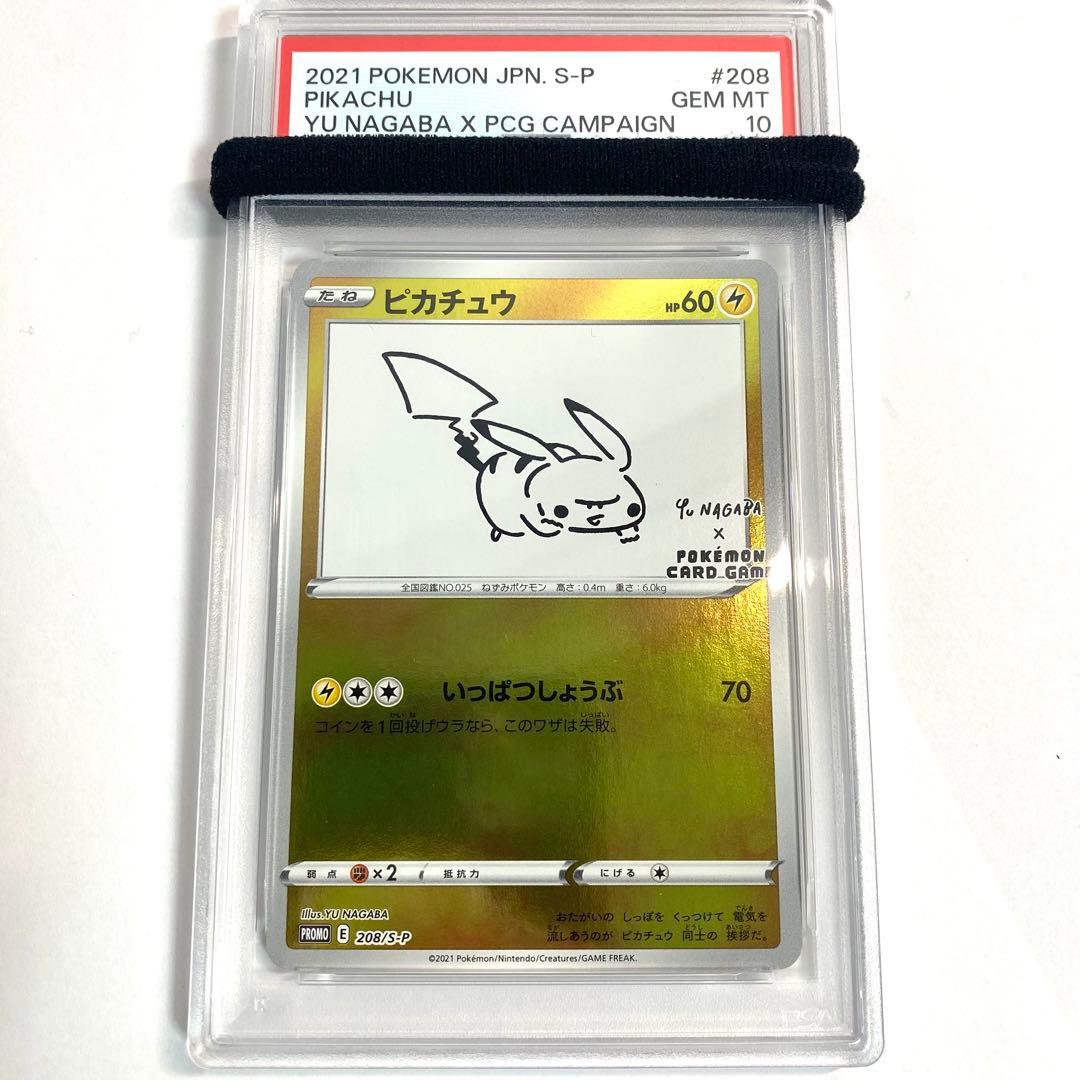 2021 POKEMON JPN. S-P #208
PIKACHU GEM MT
YU NAGABA X PCG CAMPAIGN 10
たね ピカチュウ HP60
YU NAGABA
X
POKÉMON
CARD GAME
全国図鑑NO.025 ねずみポケモン 高さ:0.4m 重さ:6.0kg
いっぱつしょうぶ 70
コインを1回投げウラなら、このワザは失敗。
弱点 ×2 抵抗力 にげる
Illus.YU NAGABA
PROMO E 208/S-P
おたがいの しっぽを くっつけて 電気を
流しあうのが ピカチュウ 同士の 挨拶だ。
©2021 Pokémon/Nintendo/Creatures/GAME FREAK.